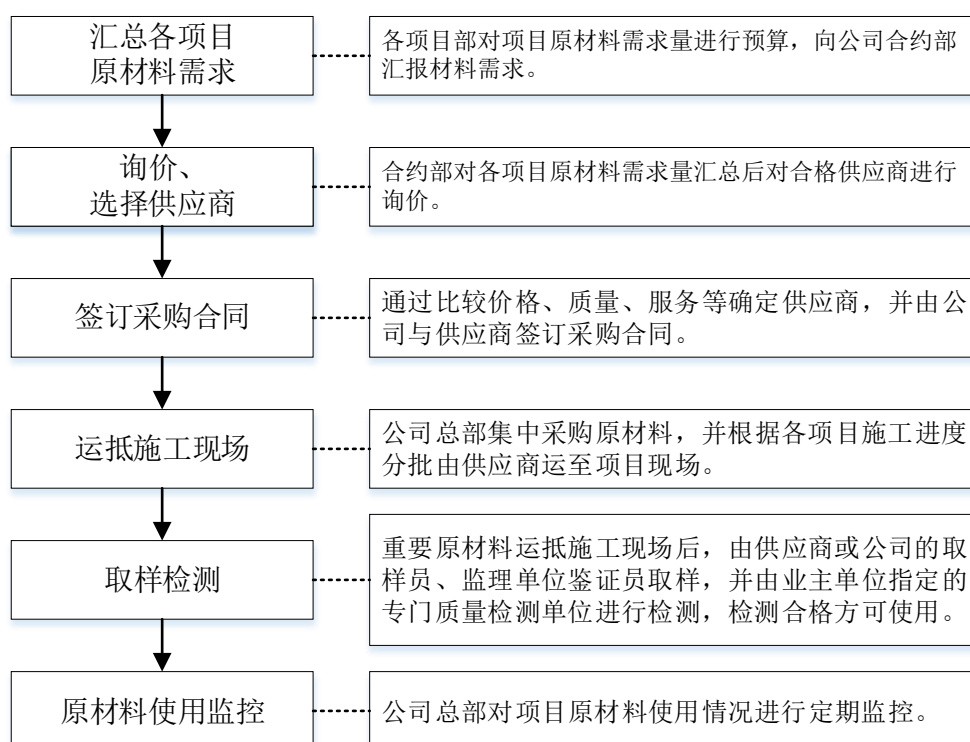 汇总各项目
原材料需求
各项目部对项目原材料需求量进行预算，向公司合约部
汇报材料需求。
询价、
选择供应商
合约部对各项目原材料需求量汇总后对合格供应商进行
询价。
签订采购合同
通过比较价格、质量、服务等确定供应商，并由公
司与供应商签订采购合同。
运抵施工现场
公司总部集中采购原材料，并根据各项目施工进度
分批由供应商运至项目现场。
取样检测
重要原材料运抵施工现场后，由供应商或公司的取
样员、监理单位鉴证员取样，并由业主单位指定的
专门质量检测单位进行检测，检测合格方可使用。
原材料使用监控
公司总部对项目原材料使用情况进行定期监控。